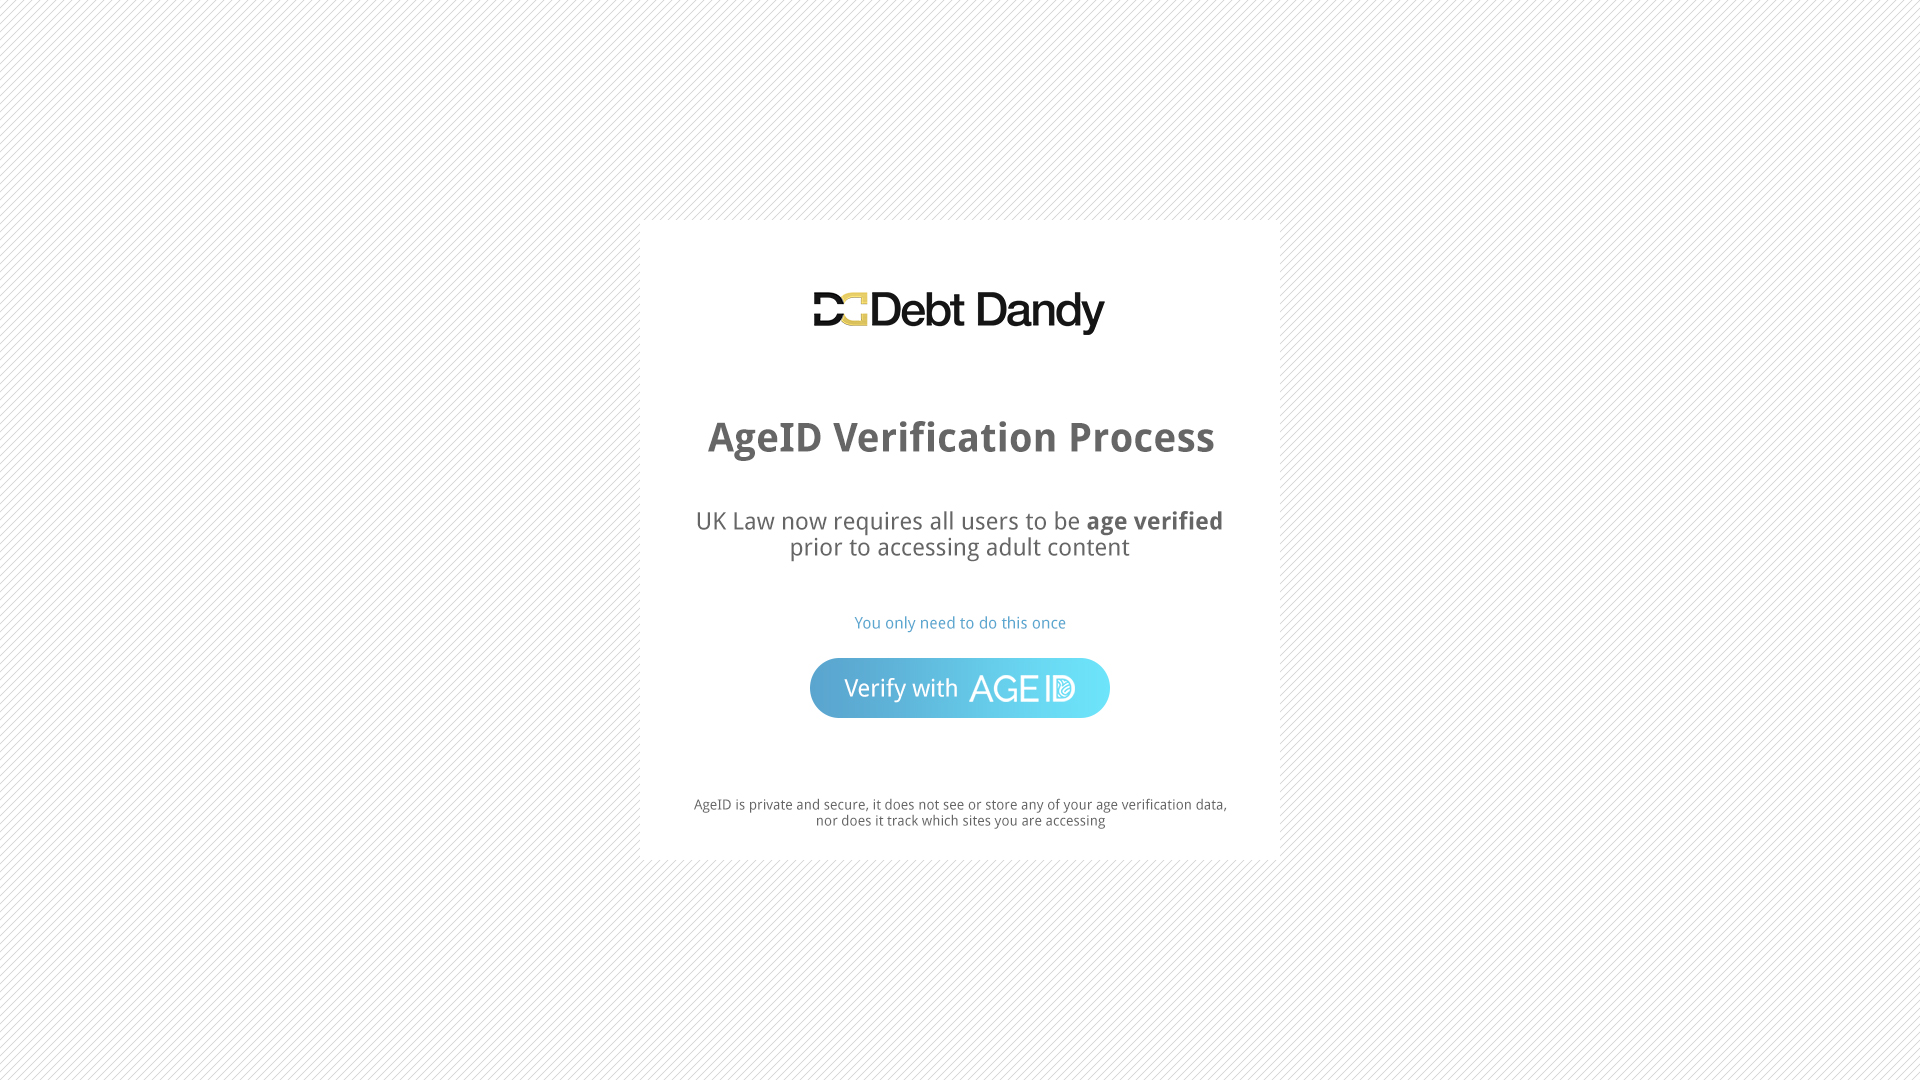 Debt Dandy
AgeID Verification Process
UK Law now requires all users to be age verified
prior to accessing adult content
You only need to do this once
Verify with AGE ID
AgeID is private and secure, it does not see or store any of your age verification data,
nor does it track which sites you are accessing